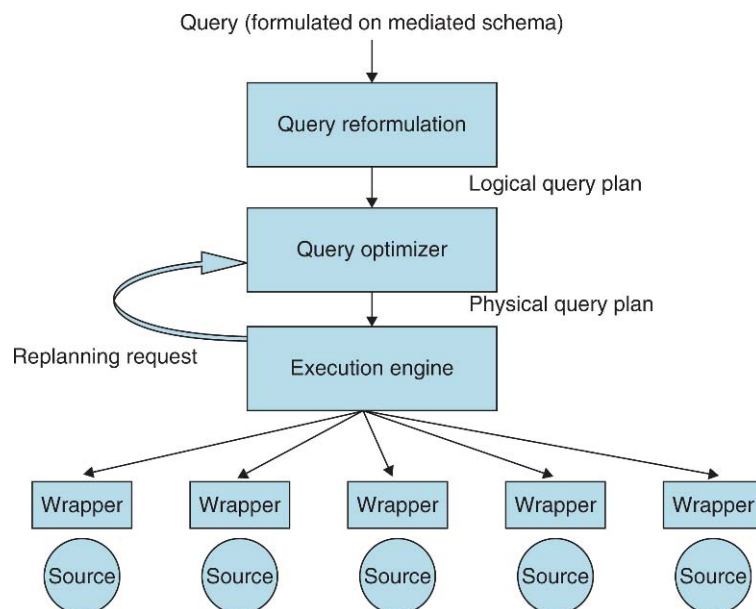 Query (formulated on mediated schema)
Query reformulation
Logical query plan
Query optimizer
Physical query plan
Replanning request
Execution engine
Wrapper Wrapper Wrapper Wrapper Wrapper
Source Source Source Source Source